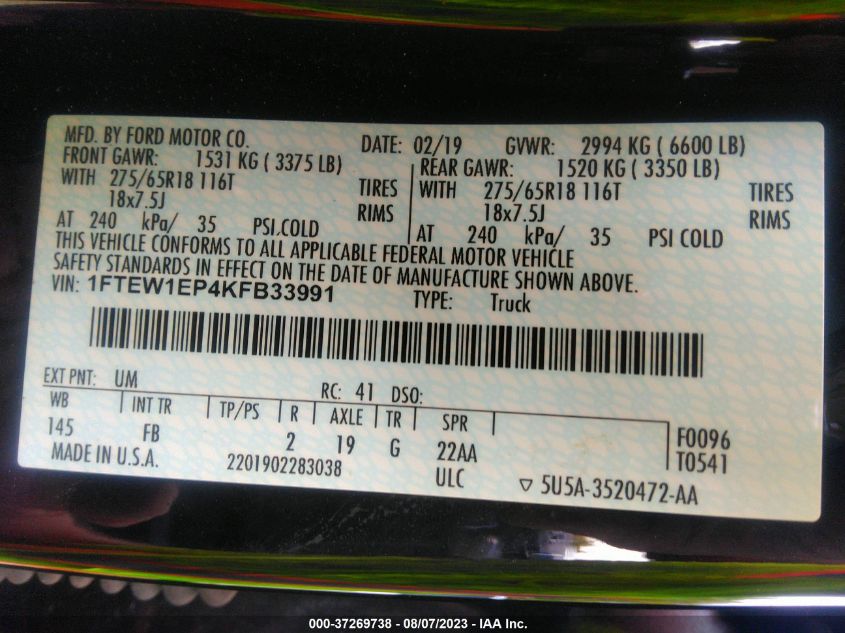 MFD. BY FORD MOTOR CO. DATE: 02/19 GVWR: 2994 KG ( 6600 LB)
FRONT GAWR: 1531 KG ( 3375 LB) REAR GAWR: 1520 KG ( 3350 LB)
WITH 275/65R18 116T TIRES WITH 275/65R18 116T TIRES
18x7.5J RIMS 18x7.5J RIMS
AT 240 kPa/ 35 PSI.COLD AT 240 kPa/ 35 PSI COLD
THIS VEHICLE CONFORMS TO ALL APPLICABLE FEDERAL MOTOR VEHICLE
SAFETY STANDARDS IN EFFECT ON THE DATE OF MANUFACTURE SHOWN ABOVE.
VIN: 1FTEW1EP4KFB33991 TYPE: Truck
EXT PNT: UM RC: 41 DSO:
WB INT TR TP/PS R AXLE TR SPR
145 FB 2 19 G 22AA F0096
MADE IN U.S.A. 2201902283038 ULC T0541
▽ 5U5A-3520472-AA
000-37269738 - 08/07/2023 - IAA Inc.